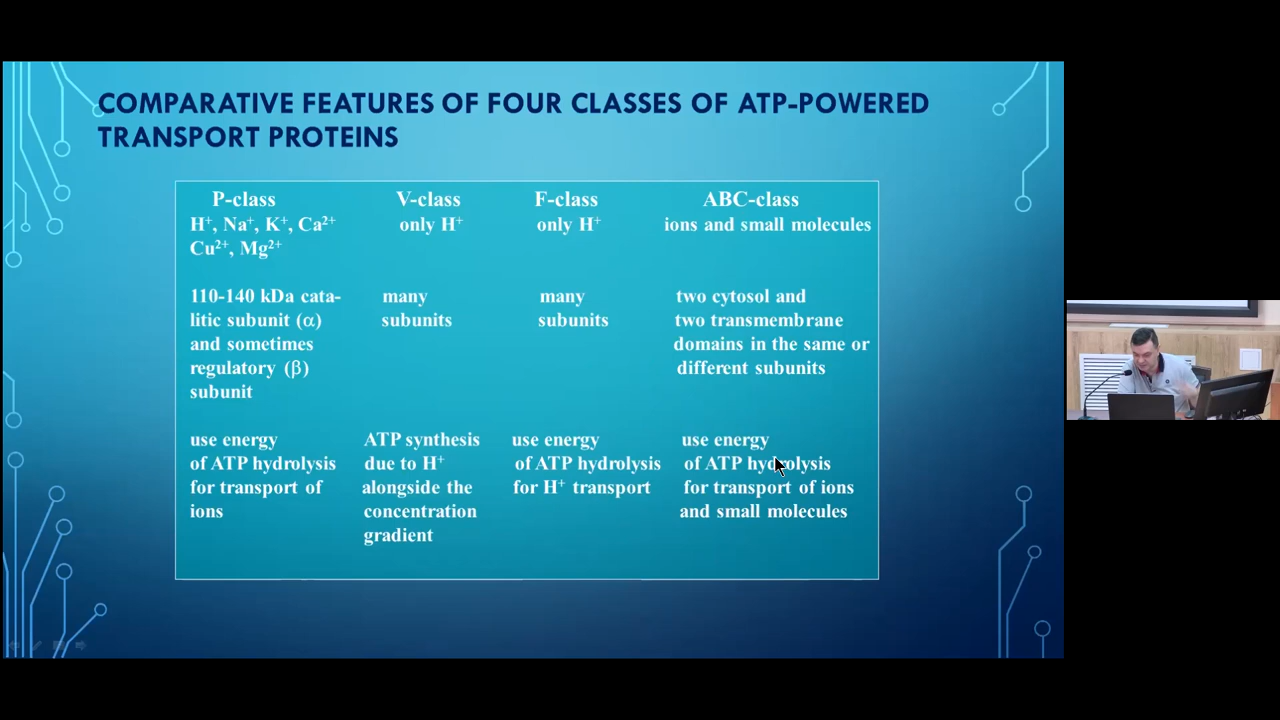 COMPARATIVE FEATURES OF FOUR CLASSES OF ATP-POWERED
TRANSPORT PROTEINS
P-class V-class F-class ABC-class
H⁺, Na⁺, K⁺, Ca²⁺ only H⁺ only H⁺ ions and small molecules
Cu²⁺, Mg²⁺
110-140 kDa cata- many many two cytosol and
litic subunit (α) subunits subunits two transmembrane
and sometimes domains in the same or
regulatory (β) different subunits
subunit
use energy ATP synthesis use energy use energy
of ATP hydrolysis due to H⁺ of ATP hydrolysis of ATP hydrolysis
for transport of alongside the for H⁺ transport for transport of ions
ions concentration and small molecules
gradient